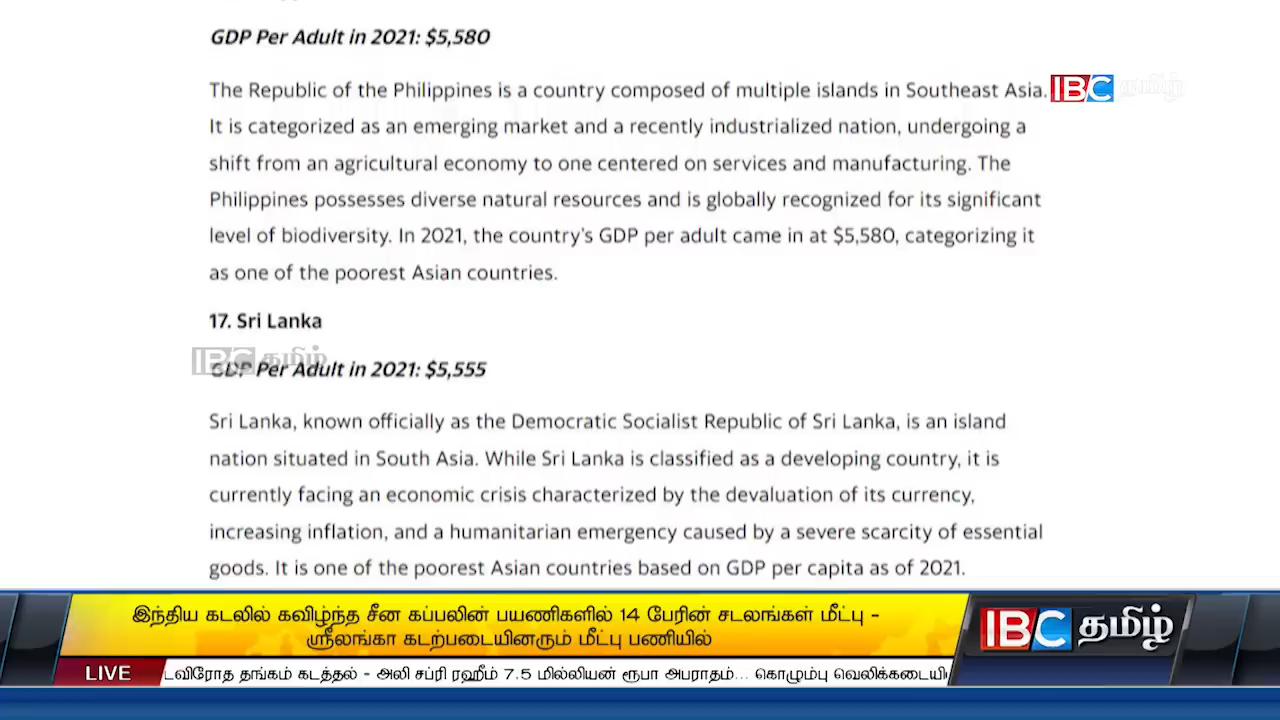 GDP Per Adult in 2021: $5,580
The Republic of the Philippines is a country composed of multiple islands in Southeast Asia.
IBC தமிழ்
It is categorized as an emerging market and a recently industrialized nation, undergoing a
shift from an agricultural economy to one centered on services and manufacturing. The
Philippines possesses diverse natural resources and is globally recognized for its significant
level of biodiversity. In 2021, the country's GDP per adult came in at $5,580, categorizing it
as one of the poorest Asian countries.
17. Sri Lanka
IBC தமிழ்
GDP Per Adult in 2021: $5,555
Sri Lanka, known officially as the Democratic Socialist Republic of Sri Lanka, is an island
nation situated in South Asia. While Sri Lanka is classified as a developing country, it is
currently facing an economic crisis characterized by the devaluation of its currency,
increasing inflation, and a humanitarian emergency caused by a severe scarcity of essential
goods. It is one of the poorest Asian countries based on GDP per capita as of 2021.
இந்திய கடலில் கவிழ்ந்த சீன கப்பலின் பயணிகளில் 14 பேரின் சடலங்கள் மீட்பு -
ஸ்ரீலங்கா கடற்படையினரும் மீட்பு பணியில்
IBC தமிழ்
LIVE
டவிரோத தங்கம் கடத்தல் - அலி சப்ரி ரஹீம் 7.5 மில்லியன் ரூபா அபராதம்... கொழும்பு வெலிக்கடையி